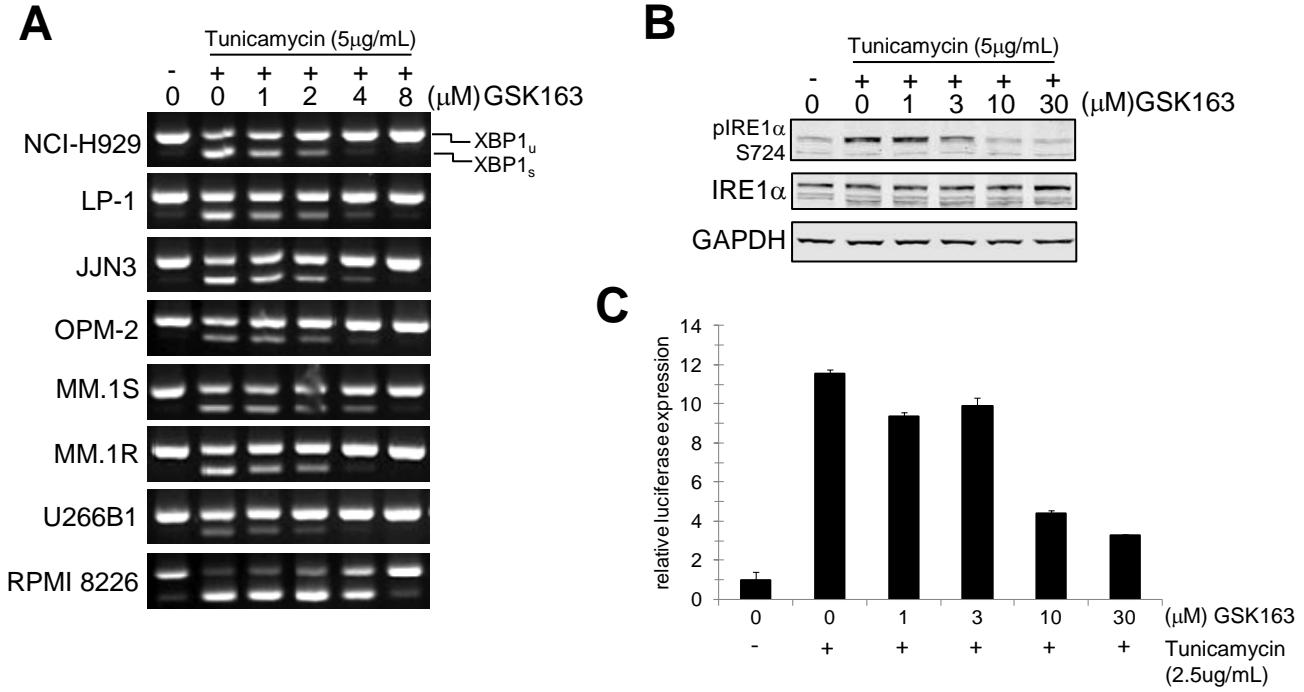 A
Tunicamycin (5μg/mL)
- + + + + +
0 0 1 2 4 8 (μM)GSK163
NCI-H929
XBP1u
XBP1s
LP-1
JJN3
OPM-2
MM.1S
MM.1R
U266B1
RPMI 8226
B
Tunicamycin (5μg/mL)
- + + + + +
0 0 1 3 10 30 (μM)GSK163
pIRE1α
S724
IRE1α
GAPDH
C
relative luciferase expression
14
12
10
8
6
4
2
0
0 0 1 3 10 30 (μM) GSK163
- + + + + + Tunicamycin
(2.5ug/mL)